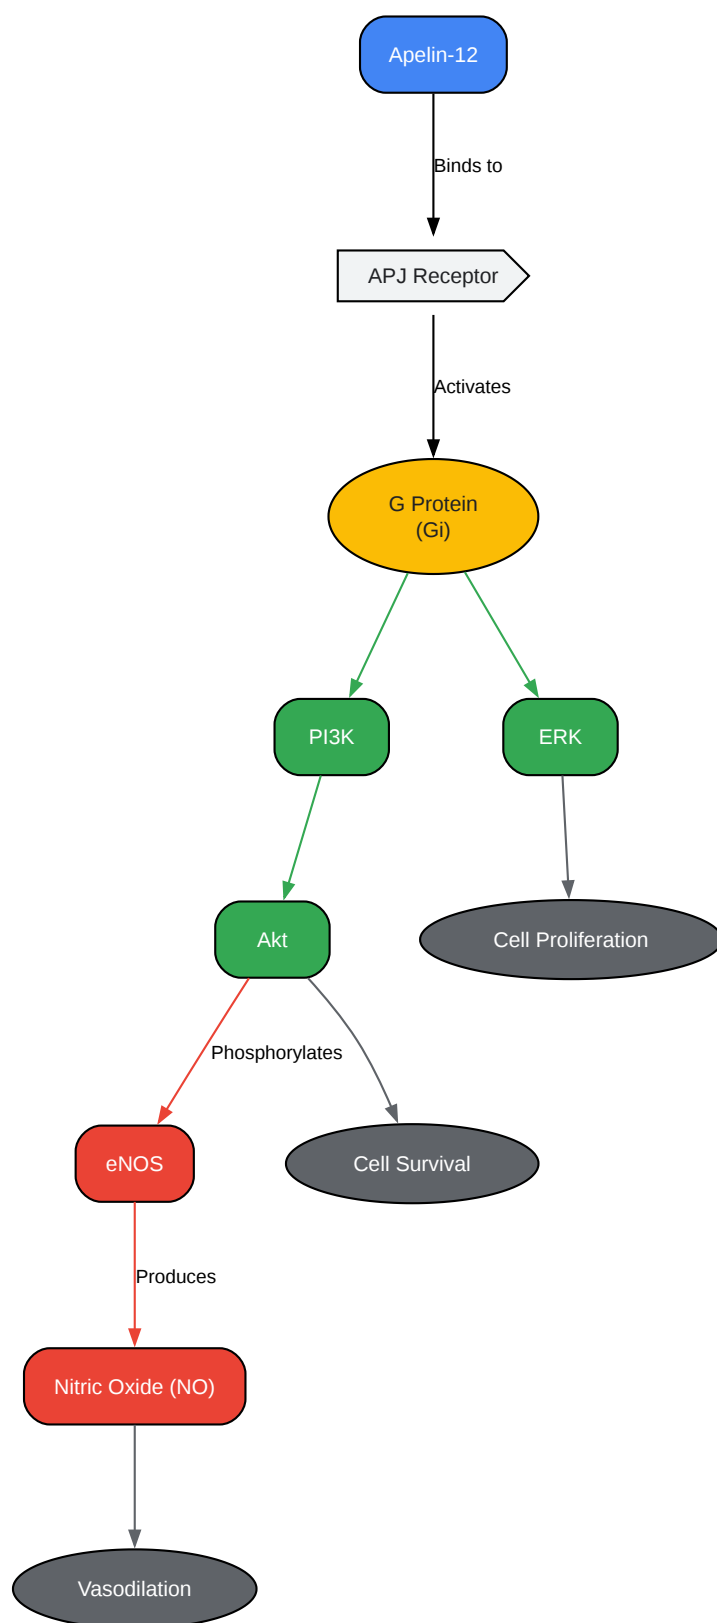 Apelin-12
Binds to
APJ Receptor
Activates
G Protein
(Gi)
PI3K
ERK
Akt
Cell Proliferation
Phosphorylates
eNOS
Cell Survival
Produces
Nitric Oxide (NO)
Vasodilation